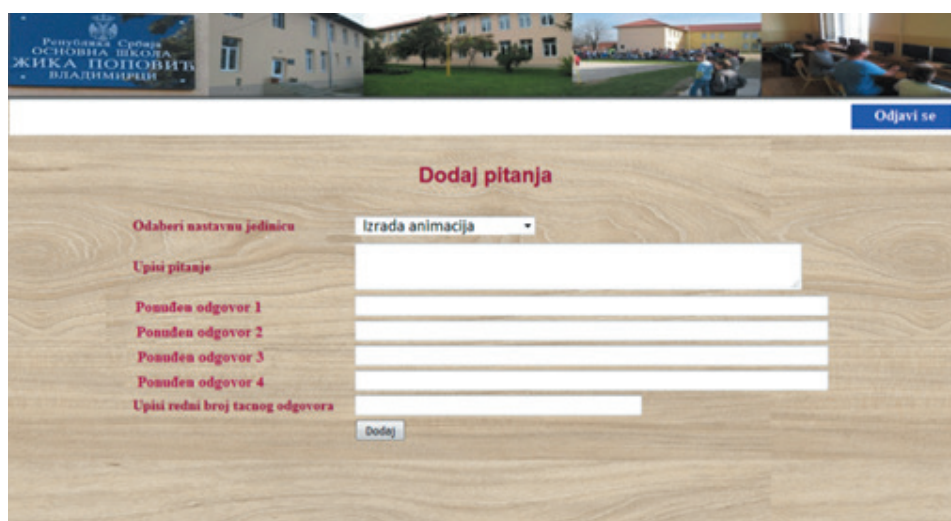 Република Србија
ОСНОВНА ШКОЛА
ЖИКА ПОПОВИЋ
ВЛАДИМИРЦИ
Odjavi se
Dodaj pitanja
Odaberi nastavnu jedinicu
Izrada animacija
Upisi pitanje
Ponuđen odgovor 1
Ponuđen odgovor 2
Ponuđen odgovor 3
Ponuđen odgovor 4
Upisi redni broj tacnog odgovora
Dodaj